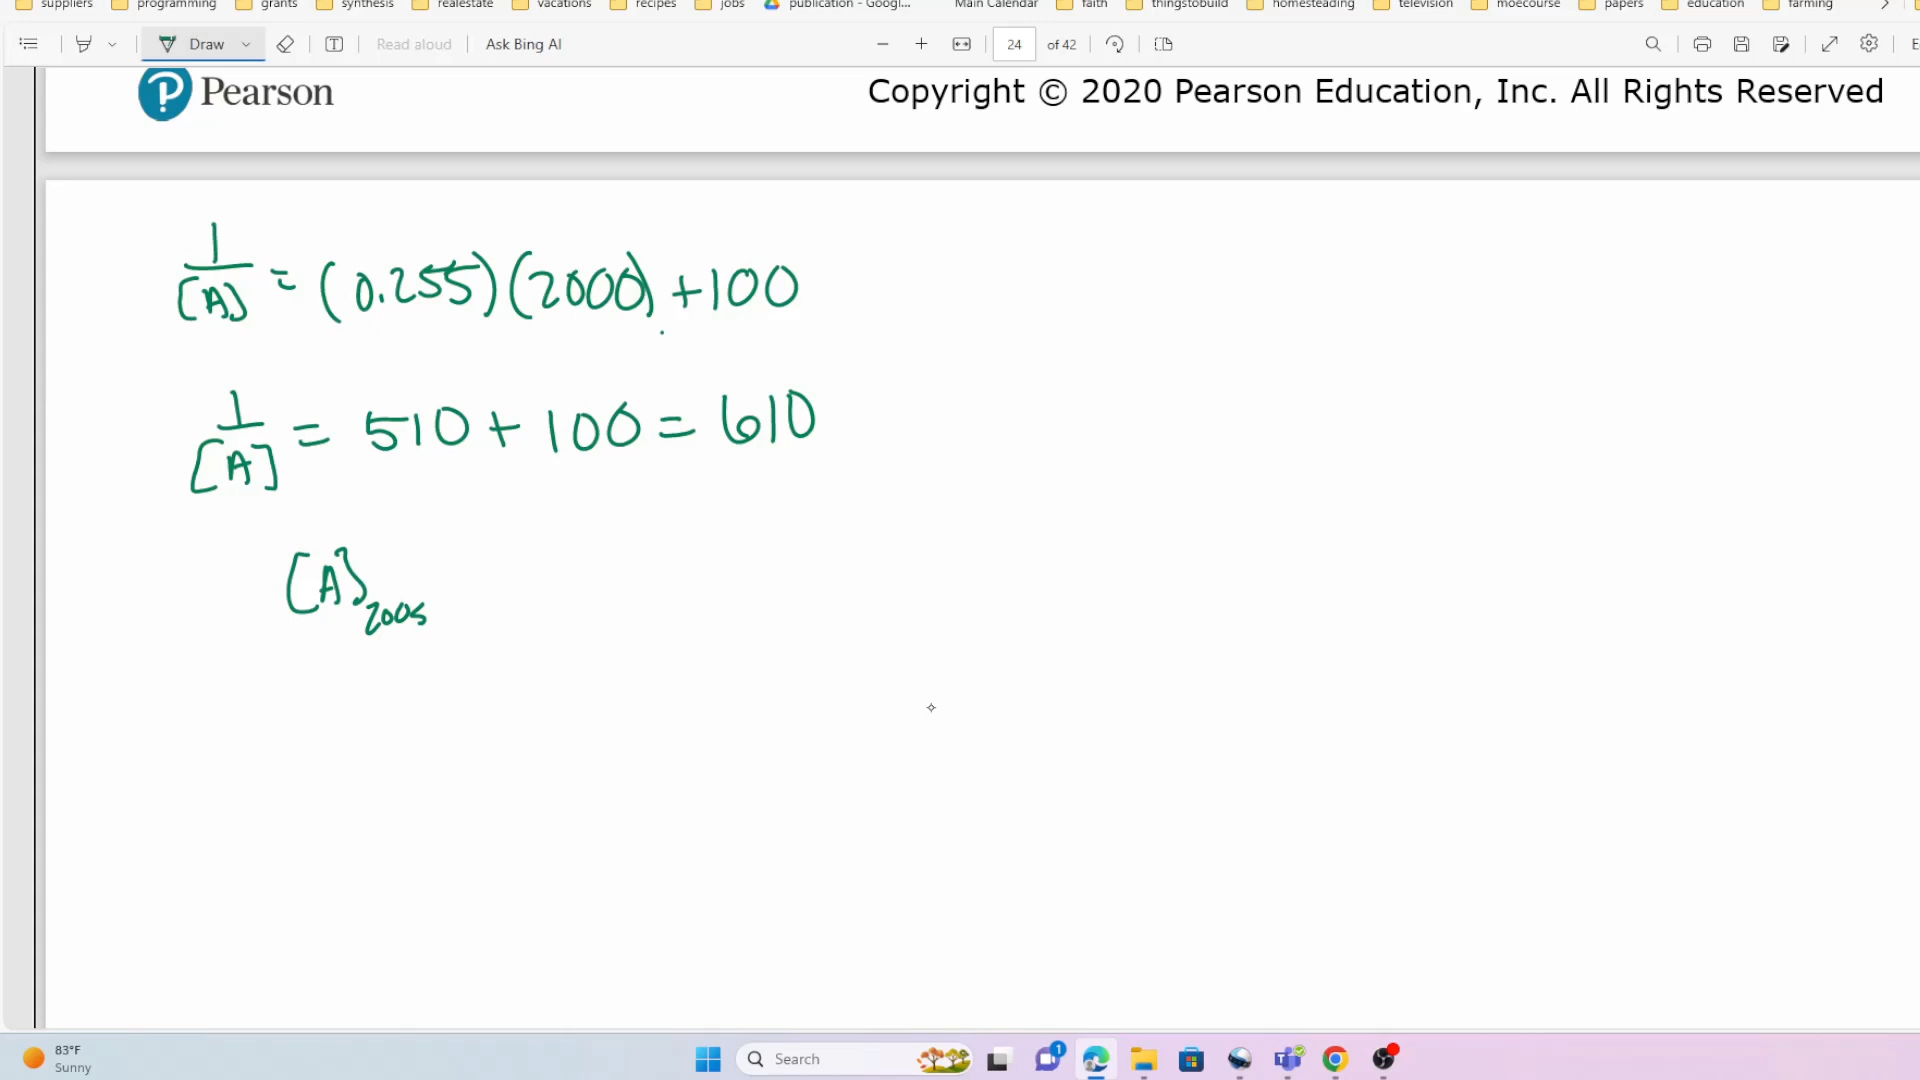 suppliers programming grants synthesis realestate vacations recipes jobs publication - Googl... Main Calendar faith thingstobuild homesteading television moecourse papers education farming
Draw Read aloud Ask Bing AI 24 of 42
Pearson Copyright © 2020 Pearson Education, Inc. All Rights Reserved
1/[A] = (0.255)(2000) + 100
1/[A] = 510 + 100 = 610
[A]
83°F
Sunny
Search
1